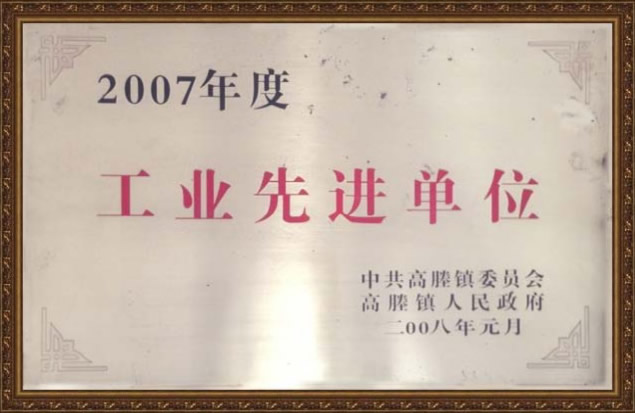 2007年度
工业先进单位
中共高塍镇委员会
高塍镇人民政府
二00八年元月